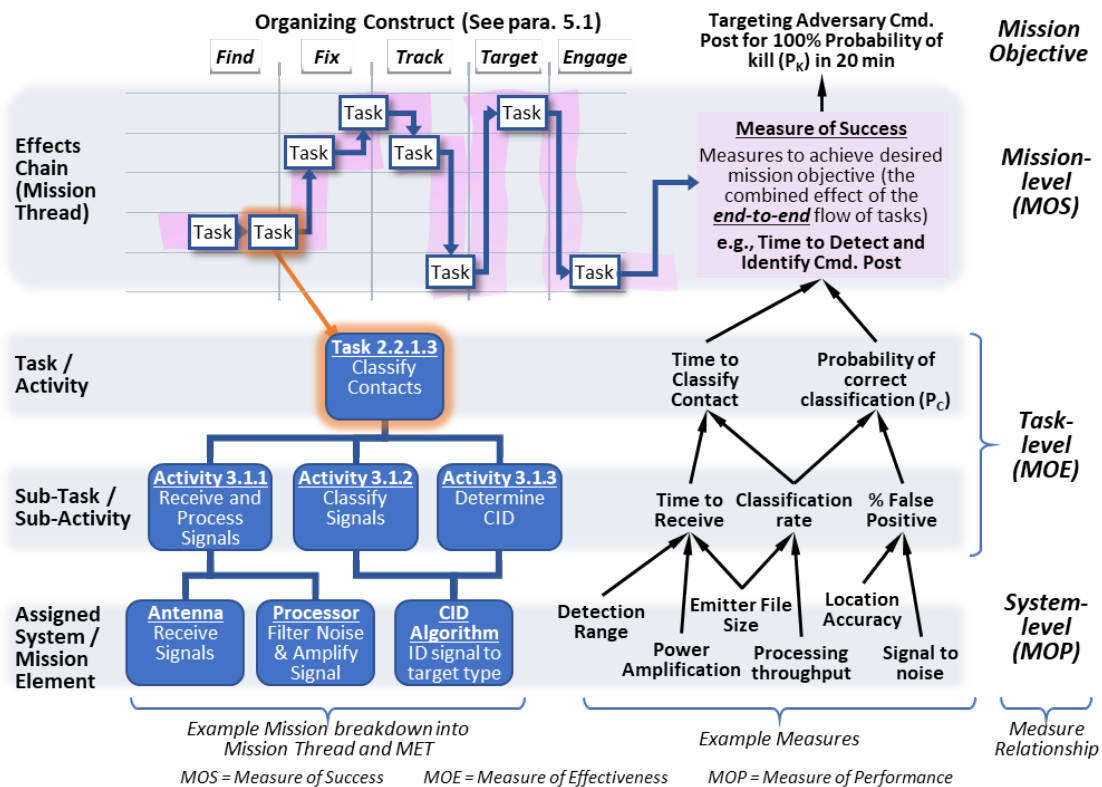 Organizing Construct (See para. 5.1)
Find
Fix
Track
Target
Engage
Targeting Adversary Cmd.
Post for 100% Probability of
kill (PK) in 20 min
Mission
Objective
Effects
Chain
(Mission
Thread)
Task
Task
Task
Task
Task
Task
Task
Task
Measure of Success
Measures to achieve desired
mission objective (the
combined effect of the
end-to-end flow of tasks)
e.g., Time to Detect and
Identify Cmd. Post
Mission-
level
(MOS)
Task /
Activity
Task 2.2.1.3
Classify
Contacts
Time to
Classify
Contact
Probability of
correct
classification (PC)
Task-
level
(MOE)
Sub-Task /
Sub-Activity
Activity 3.1.1
Receive and
Process
Signals
Activity 3.1.2
Classify
Signals
Activity 3.1.3
Determine
CID
Time to
Receive
Classification
rate
% False
Positive
Assigned
System /
Mission
Element
Antenna
Receive
Signals
Processor
Filter Noise
& Amplify
Signal
CID
Algorithm
ID signal to
target type
Detection
Range
Power
Amplification
Emitter File
Size
Processing
throughput
Location
Accuracy
Signal to
noise
System-
level
(MOP)
Example Mission breakdown into
Mission Thread and MET
Example Measures
Measure
Relationship
MOS = Measure of Success
MOE = Measure of Effectiveness
MOP = Measure of Performance